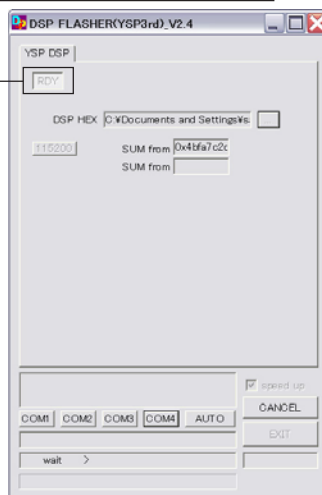 DSP FLASHER(YSP3rd)_V2.4
YSP DSP
RDY
DSP HEX C:¥Documents and Settings¥s
115200 SUM from 0x4bfa7c2c
SUM from
speed up
COM1 COM2 COM3 COM4 AUTO CANCEL
EXIT
wait >